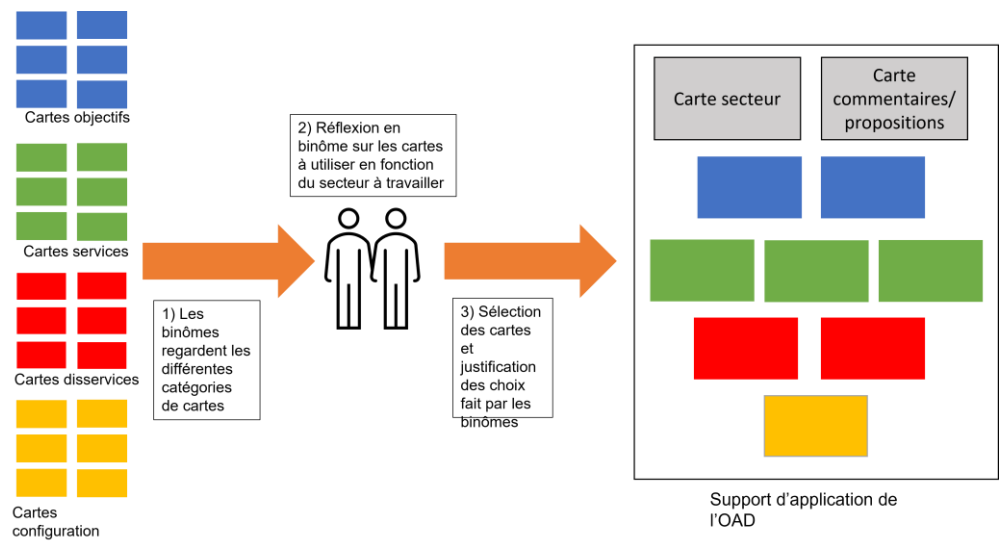 Cartes objectifs
Cartes services
Cartes disservices
Cartes
configuration
1) Les
binômes
regardent les
différentes
catégories
de cartes
2) Réflexion en
binôme sur les cartes
à utiliser en fonction
du secteur à travailler
3) Sélection
des cartes
et
justification
des choix
fait par les
binômes
Carte secteur
Carte
commentaires/
propositions
Support d’application de
l’OAD